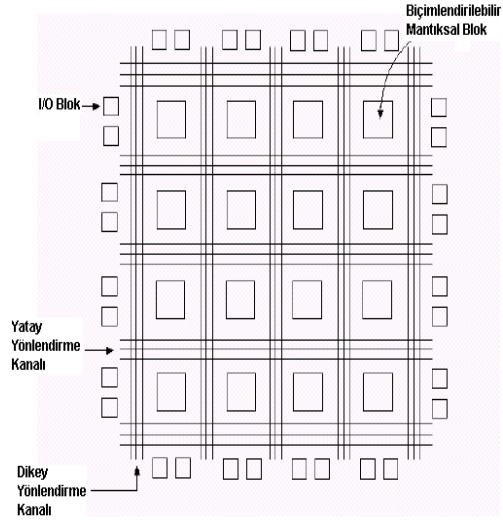 Biçimlendirilebilir
Mantıksal Blok
I/O Blok
Yatay
Yönlendirme
Kanalı
Dikey
Yönlendirme
Kanalı